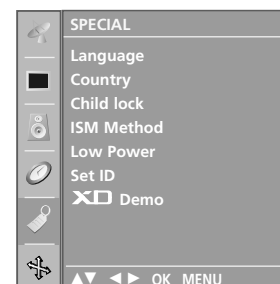 SPECIAL
Language
Country
Child lock
ISM Method
Low Power
Set ID
XD Demo
▲▼ ◄► OK MENU